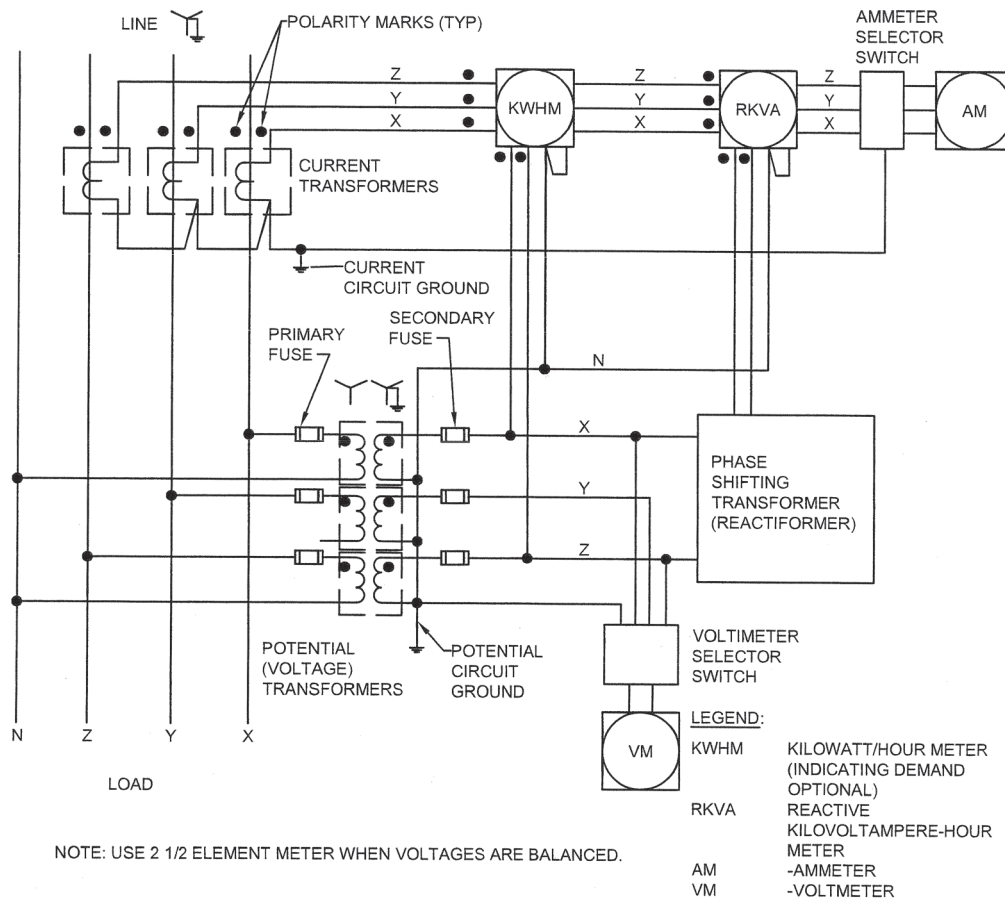 LINE
POLARITY MARKS (TYP)
AMMETER
SELECTOR
SWITCH
Z
Y
X
KWHM
Z
Y
X
RKVA
Z
Y
X
AM
CURRENT
TRANSFORMERS
CURRENT
CIRCUIT GROUND
PRIMARY
FUSE
SECONDARY
FUSE
N
X
Y
Z
PHASE
SHIFTING
TRANSFORMER
(REACTIFORMER)
POTENTIAL
(VOLTAGE)
TRANSFORMERS
POTENTIAL
CIRCUIT
GROUND
VOLTIMETER
SELECTOR
SWITCH
VM
N
Z
Y
X
LOAD
LEGEND:
KWHM KILOWATT/HOUR METER
(INDICATING DEMAND
OPTIONAL)
RKVA REACTIVE
KILOVOLTAMPERE-HOUR
METER
AM -AMMETER
VM -VOLTMETER
NOTE: USE 2 1/2 ELEMENT METER WHEN VOLTAGES ARE BALANCED.